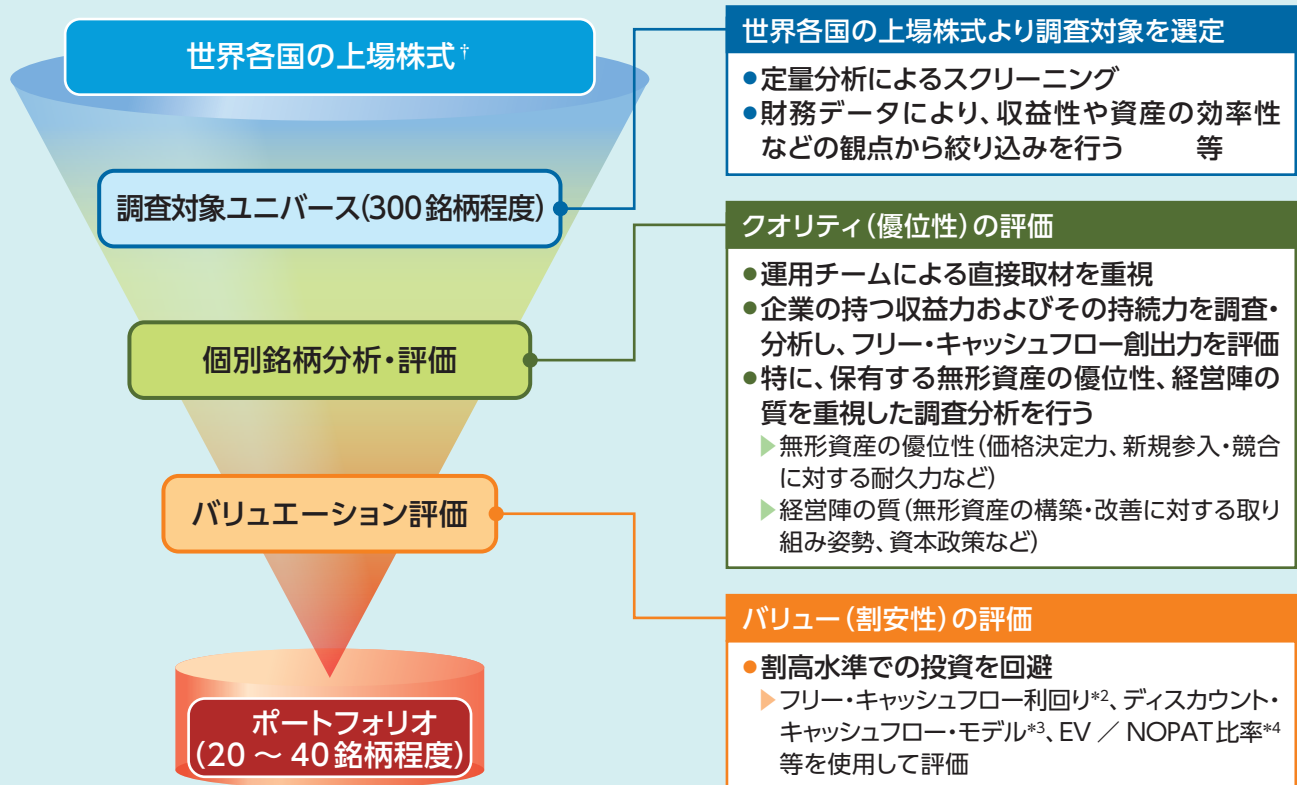 世界各国の上場株式†
調査対象ユニバース(300銘柄程度)
個別銘柄分析・評価
バリュエーション評価
ポートフォリオ
(20 ～ 40銘柄程度)
世界各国の上場株式より調査対象を選定
●定量分析によるスクリーニング
●財務データにより、収益性や資産の効率性
などの観点から絞り込みを行う 等
クオリティ(優位性)の評価
●運用チームによる直接取材を重視
●企業の持つ収益力およびその持続力を調査・
分析し、フリー・キャッシュフロー創出力を評価
●特に、保有する無形資産の優位性、経営陣の
質を重視した調査分析を行う
▶無形資産の優位性(価格決定力、新規参入・競合
に対する耐久力など)
▶経営陣の質(無形資産の構築・改善に対する取り
組み姿勢、資本政策など)
バリュー(割安性)の評価
●割高水準での投資を回避
▶フリー・キャッシュフロー利回り*2、ディスカウント・
キャッシュフロー・モデル*3、EV ／ NOPAT比率*4
等を使用して評価